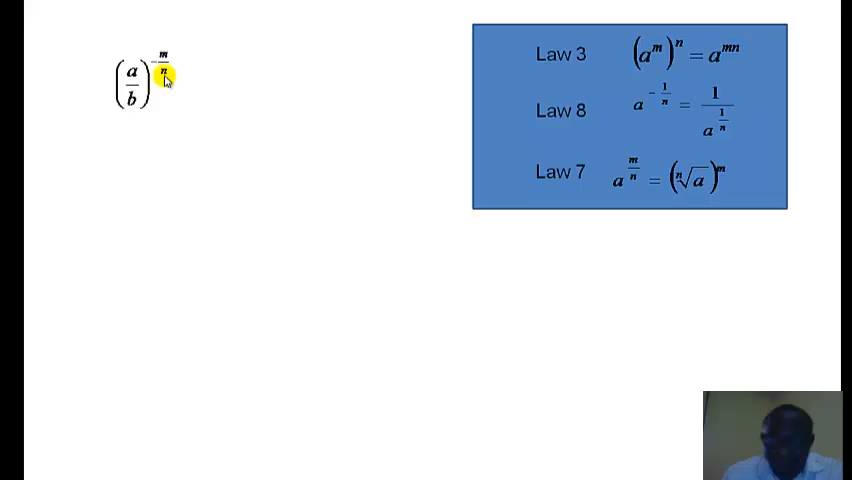 (a/b)^(-m/n)
Law 3 (a^m)^n = a^(mn)
Law 8 a^(-1/n) = 1/a^(1/n)
Law 7 a^(m/n) = (ⁿ√a)^m